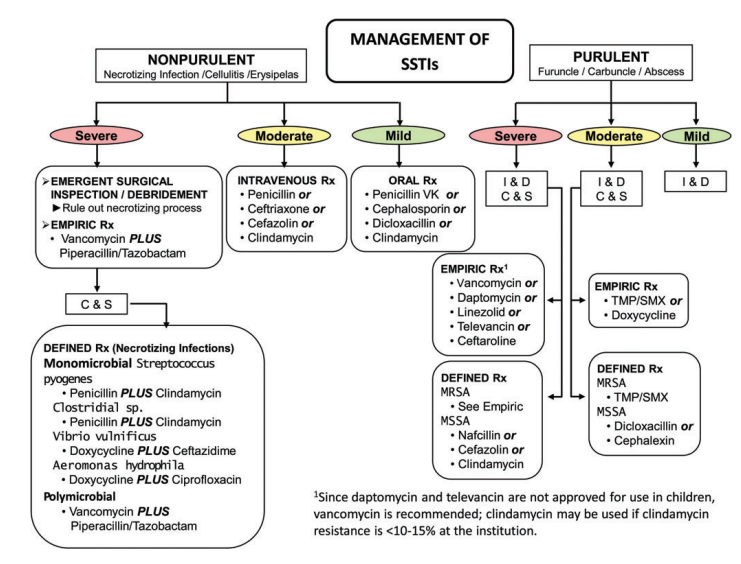 MANAGEMENT OF
SSTIs
NONPURULENT
Necrotizing Infection /Cellulitis /Erysipelas
PURULENT
Furuncle / Carbuncle / Abscess
Severe
Moderate
Mild
Severe
Moderate
Mild
➢EMERGENT SURGICAL
INSPECTION / DEBRIDEMENT
►Rule out necrotizing process
➢EMPIRIC Rx
• Vancomycin PLUS
Piperacillin/Tazobactam
INTRAVENOUS Rx
• Penicillin or
• Ceftriaxone or
• Cefazolin or
• Clindamycin
ORAL Rx
• Penicillin VK or
• Cephalosporin or
• Dicloxacillin or
• Clindamycin
I & D
C & S
I & D
C & S
I & D
C & S
DEFINED Rx (Necrotizing Infections)
Monomicrobial Streptococcus
pyogenes
• Penicillin PLUS Clindamycin
Clostridial sp.
• Penicillin PLUS Clindamycin
Vibrio vulnificus
• Doxycycline PLUS Ceftazidime
Aeromonas hydrophila
• Doxycycline PLUS Ciprofloxacin
Polymicrobial
• Vancomycin PLUS
Piperacillin/Tazobactam
EMPIRIC Rx¹
• Vancomycin or
• Daptomycin or
• Linezolid or
• Televancin or
• Ceftaroline
EMPIRIC Rx
• TMP/SMX or
• Doxycycline
DEFINED Rx
MRSA
• See Empiric
MSSA
• Nafcillin or
• Cefazolin or
• Clindamycin
DEFINED Rx
MRSA
• TMP/SMX
MSSA
• Dicloxacillin or
• Cephalexin
¹Since daptomycin and televancin are not approved for use in children,
vancomycin is recommended; clindamycin may be used if clindamycin
resistance is <10-15% at the institution.